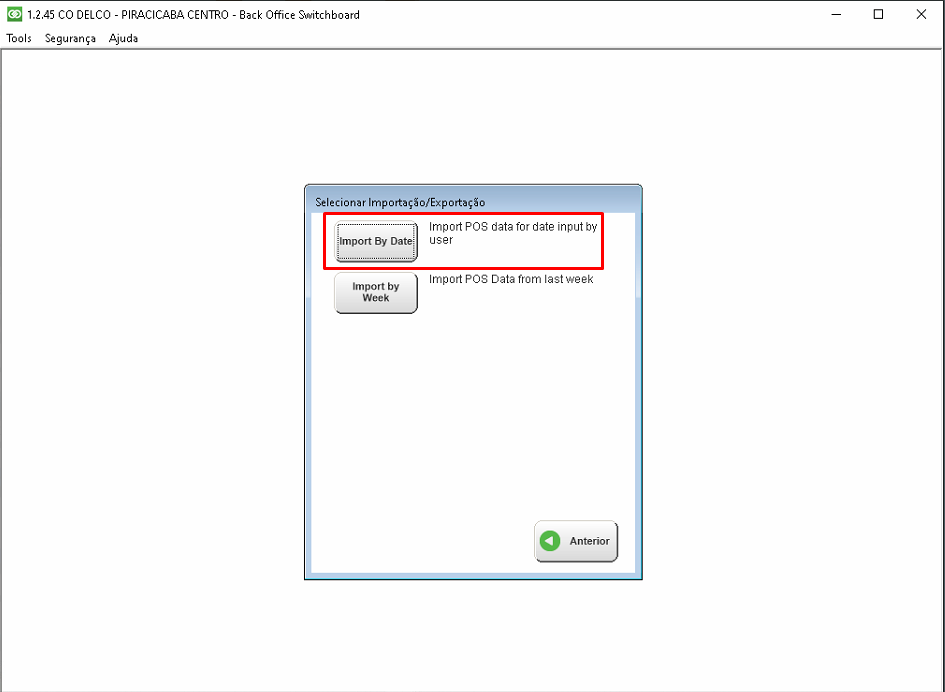 1.2.45 CO DELCO - PIRACICABA CENTRO - Back Office Switchboard
Tools Segurança Ajuda
Selecionar Importação/Exportação
Import By Date
Import POS data for date input by
user
Import by
Week
Import POS Data from last week
Anterior